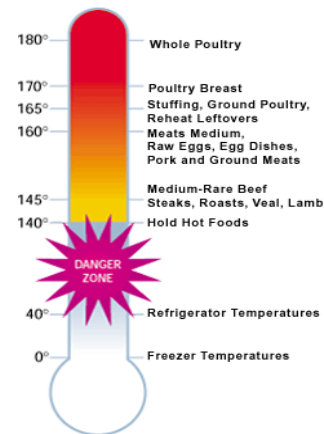 180° Whole Poultry
170° Poultry Breast
165° Stuffing, Ground Poultry,
Reheat Leftovers
160° Meats Medium,
Raw Eggs, Egg Dishes,
Pork and Ground Meats
Medium-Rare Beef
145° Steaks, Roasts, Veal, Lamb
140° Hold Hot Foods
DANGER
ZONE
40° Refrigerator Temperatures
0° Freezer Temperatures